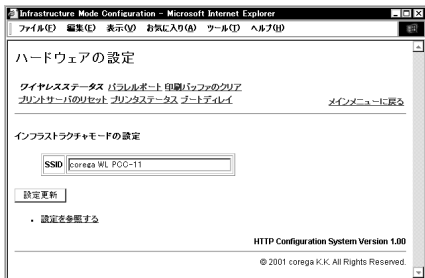 Infrastructure Mode Configuration - Microsoft Internet Explorer
ファイル(F) 編集(E) 表示(V) お気に入り(A) ツール(T) ヘルプ(H)
ハードウェアの設定
ワイヤレスステータス パラレルポート 印刷バッファのクリア
プリントサーバのリセット プリンタステータス ブートディレイ
メインメニューに戻る
インフラストラクチャモードの設定
SSID corega WL PCC-11
設定更新
・ 設定を参照する
HTTP Configuration System Version 1.00
© 2001 corega K.K. All Rights Reserved.